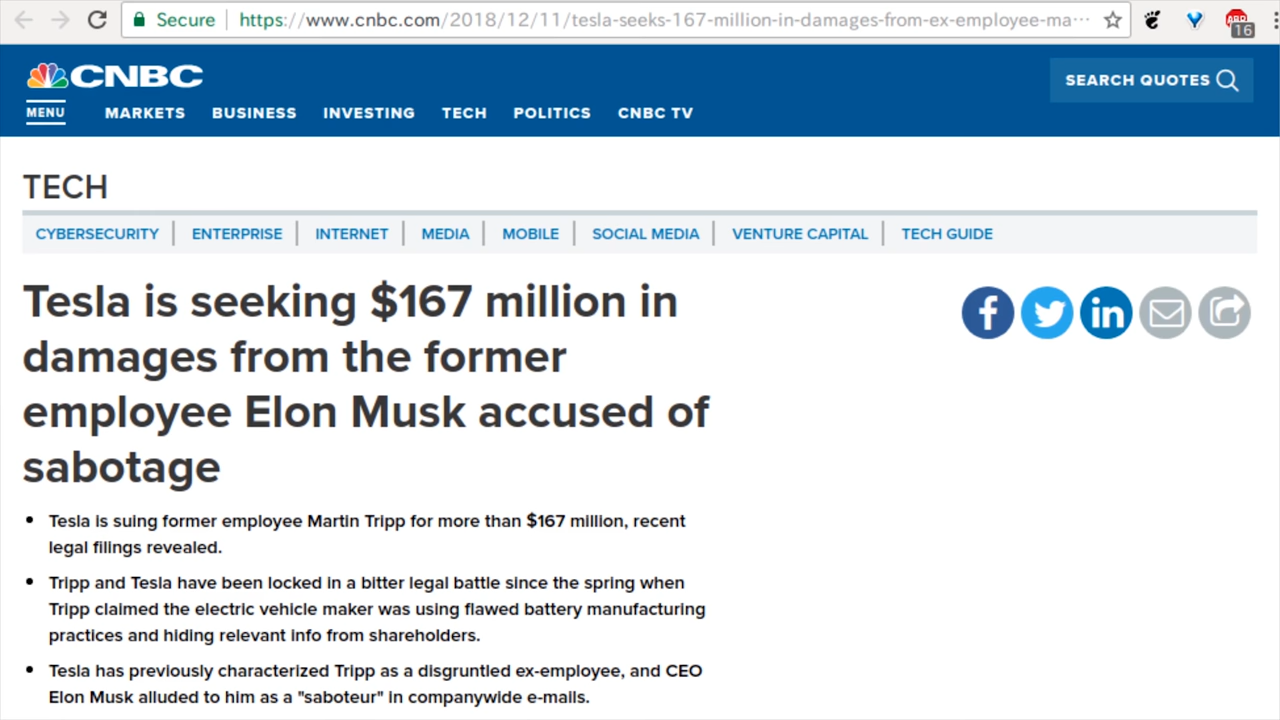 Secure https://www.cnbc.com/2018/12/11/tesla-seeks-167-million-in-damages-from-ex-employee-ma···
ABP
16
CNBC
SEARCH QUOTES
MENU MARKETS BUSINESS INVESTING TECH POLITICS CNBC TV
TECH
CYBERSECURITY ENTERPRISE INTERNET MEDIA MOBILE SOCIAL MEDIA VENTURE CAPITAL TECH GUIDE
Tesla is seeking $167 million in
damages from the former
employee Elon Musk accused of
sabotage
• Tesla is suing former employee Martin Tripp for more than $167 million, recent
legal filings revealed.
• Tripp and Tesla have been locked in a bitter legal battle since the spring when
Tripp claimed the electric vehicle maker was using flawed battery manufacturing
practices and hiding relevant info from shareholders.
• Tesla has previously characterized Tripp as a disgruntled ex-employee, and CEO
Elon Musk alluded to him as a "saboteur" in companywide e-mails.